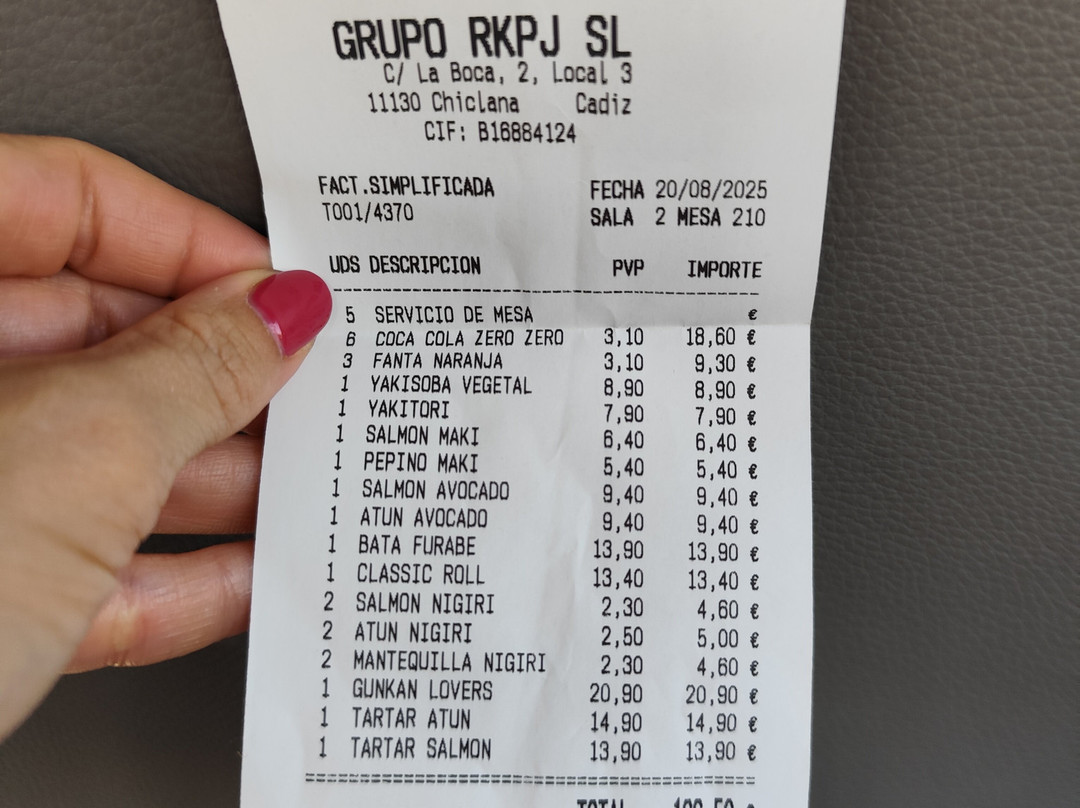 GRUPO RKPJ SL
C/ La Boca, 2, Local 3
11130 Chiclana Cadiz
CIF: B16884124
FACT.SIMPLIFICADA FECHA 20/08/2025
T001/4370 SALA 2 MESA 210
UDS DESCRIPCION PVP IMPORTE
5 SERVICIO DE MESA €
6 COCA COLA ZERO ZERO 3,10 18,60 €
3 FANTA NARANJA 3,10 9,30 €
1 YAKISOBA VEGETAL 8,90 8,90 €
1 YAKITORI 7,90 7,90 €
1 SALMON MAKI 6,40 6,40 €
1 PEPINO MAKI 5,40 5,40 €
1 SALMON AVOCADO 9,40 9,40 €
1 ATUN AVOCADO 9,40 9,40 €
1 BATA FURABE 13,90 13,90 €
1 CLASSIC ROLL 13,40 13,40 €
2 SALMON NIGIRI 2,30 4,60 €
2 ATUN NIGIRI 2,50 5,00 €
2 MANTEQUILLA NIGIRI 2,30 4,60 €
1 GUNKAN LOVERS 20,90 20,90 €
1 TARTAR ATUN 14,90 14,90 €
1 TARTAR SALMON 13,90 13,90 €
TOTAL